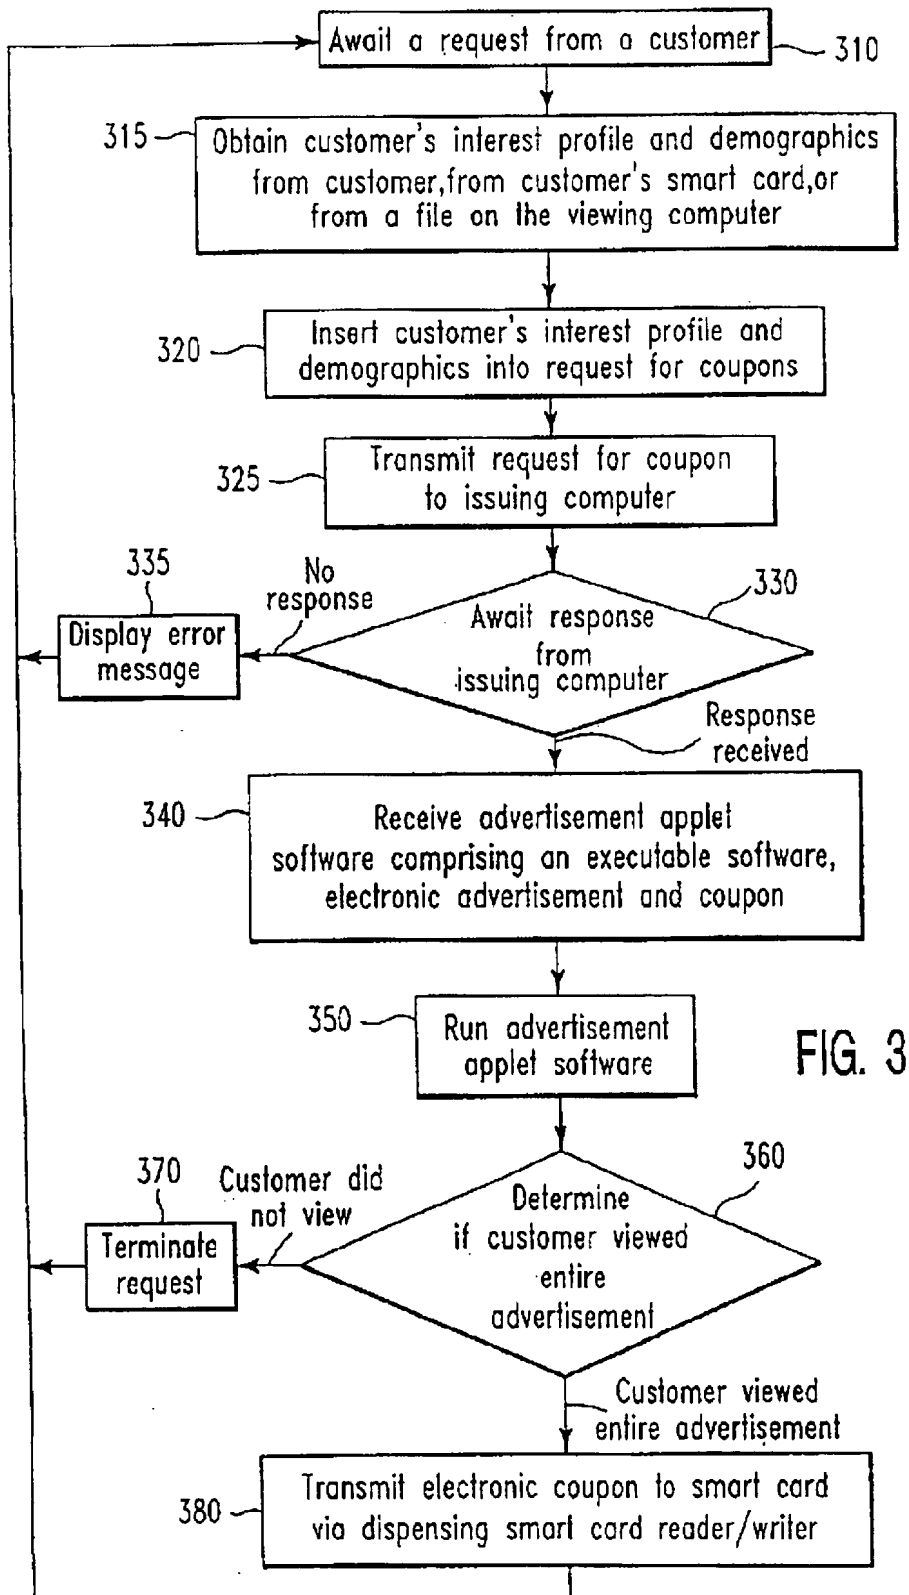 Await a request from a customer
310
315
Obtain customer's interest profile and demographics
from customer,from customer's smart card,or
from a file on the viewing computer
320
Insert customer's interest profile and
demographics into request for coupons
325
Transmit request for coupon
to issuing computer
335
No
response
330
Display error
message
Await response
from
issuing computer
Response
received
340
Receive advertisement applet
software comprising an executable software,
electronic advertisement and coupon
350
Run advertisement
applet software
FIG. 3
370
Customer did
not view
360
Terminate
request
Determine
if customer viewed
entire
advertisement
Customer viewed
entire advertisement
380
Transmit electronic coupon to smart card
via dispensing smart card reader/writer